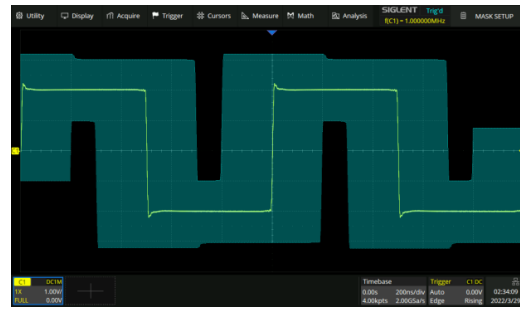 Utility Display Acquire Trigger Cursors Measure Math Analysis SIGLENT Trig'd MASK SETUP
f(C1) = 1.000000MHz
C1
C1 DC1M Timebase Trigger C1 DC
1X 1.00V/ 0.00s 200ns/div Auto 0.00V 02:34:09
FULL 0.00V 4.00kpts 2.00GSa/s Edge Rising 2022/3/29